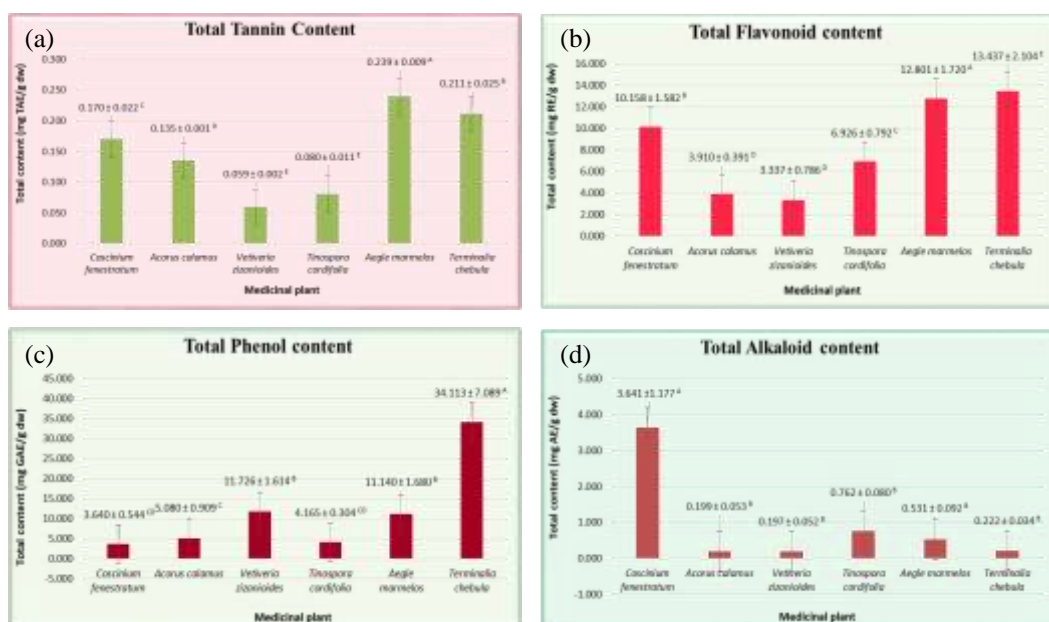 (a)
Total Tannin Content
Total content (mg TAE/g dw)
0.300
0.250
0.200
0.150
0.100
0.050
0.000
0.170 ± 0.022 C
0.135 ± 0.001
0.059 ± 0.002 E
0.080 ± 0.011 E
0.239 ± 0.009 A
0.211 ± 0.025 B
Coscinium fenestratum
Acorus calamus
Vetiveria zizanioides
Tinospora cordifolia
Aegle marmelos
Terminalia chebula
Medicinal plant
(b)
Total Flavonoid content
Total content (mg RE/g dw)
16.000
14.000
12.000
10.000
8.000
6.000
4.000
2.000
0.000
10.158 ± 1.582 B
3.910 ± 0.391 D
3.337 ± 0.786 D
6.926 ± 0.792 C
12.801 ± 1.720 A
13.437 ± 2.104
Coscinium fenestratum
Acorus calamus
Vetiveria zizanioides
Tinospora cordifolia
Aegle marmelos
Terminalia chebula
Medicinal plant
(c)
Total Phenol content
Total content (mg GAE/g dw)
45.000
40.000
35.000
30.000
25.000
20.000
15.000
10.000
5.000
0.000
-5.000
3.640 ± 0.544 CD
5.080 ± 0.909 C
11.726 ± 1.614 B
4.165 ± 0.304 CD
11.140 ± 1.680 B
34.113 ± 7.089 A
Coscinium fenestratum
Acorus calamus
Vetiveria zizanioides
Tinospora cordifolia
Aegle marmelos
Terminalia chebula
Medicinal plant
(d)
Total Alkaloid content
Total content (mg AE/g dw)
5.000
4.000
3.000
2.000
1.000
0.000
-1.000
3.641 ± 1.177 A
0.199 ± 0.053 B
0.197 ± 0.052 B
0.762 ± 0.080 B
0.531 ± 0.092 B
0.222 ± 0.034 B
Coscinium fenestratum
Acorus calamus
Vetiveria zizanioides
Tinospora cordifolia
Aegle marmelos
Terminalia chebula
Medicinal plant